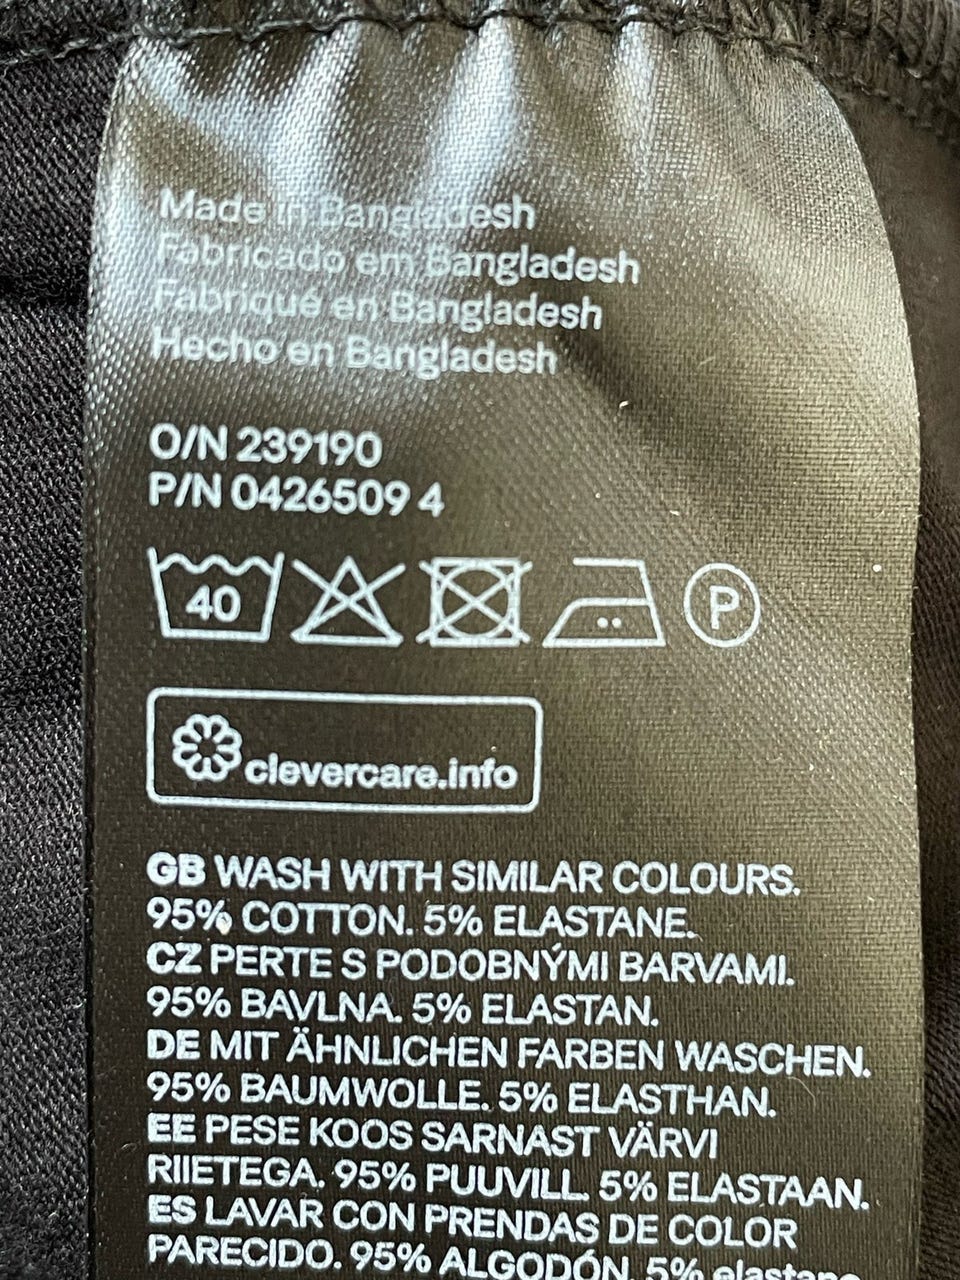 Made in Bangladesh
Fabricado em Bangladesh
Fabriqué en Bangladesh
Hecho en Bangladesh
O/N 239190
P/N 0426509 4
40
P
clevercare.info
GB WASH WITH SIMILAR COLOURS.
95% COTTON. 5% ELASTANE.
CZ PERTE S PODOBNÝMI BARVAMI.
95% BAVLNA. 5% ELASTAN.
DE MIT ÄHNLICHEN FARBEN WASCHEN.
95% BAUMWOLLE. 5% ELASTHAN.
EE PESE KOOS SARNAST VÄRVI
RIIETEGA. 95% PUUVILL. 5% ELASTAAN.
ES LAVAR CON PRENDAS DE COLOR
PARECIDO. 95% ALGODÓN. 5% elastano